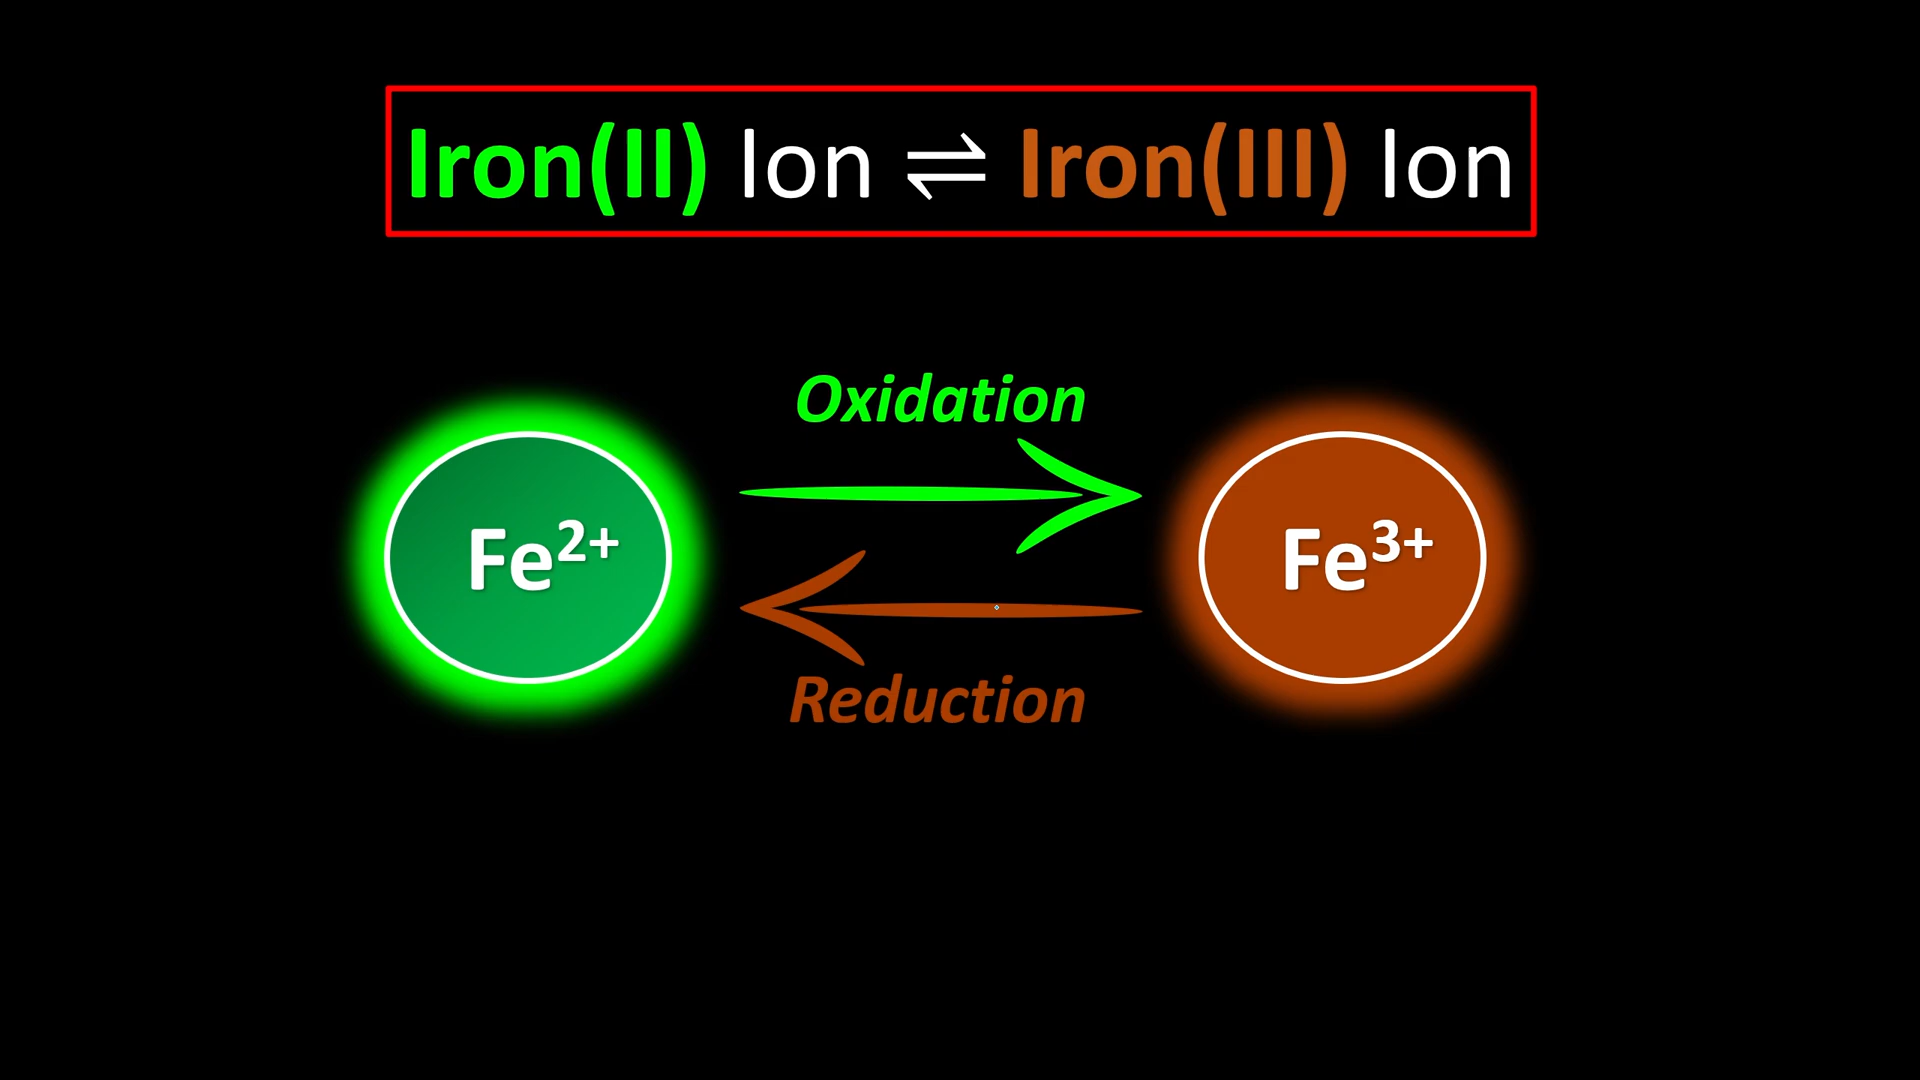 Iron(II) Ion ⇌ Iron(III) Ion
Oxidation
Fe²⁺
Fe³⁺
Reduction